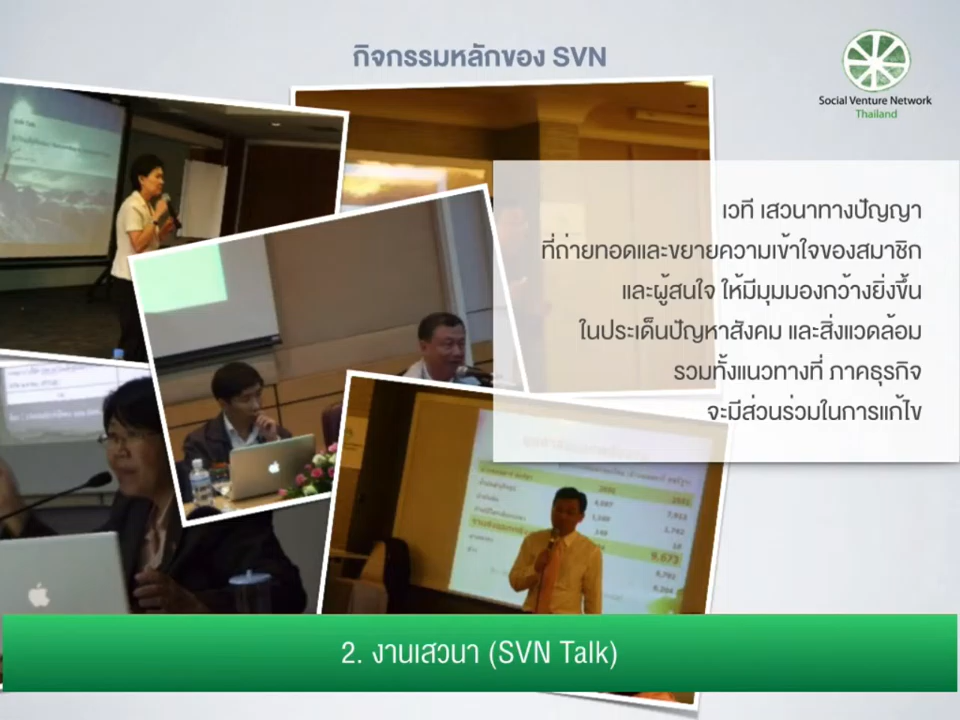 กิจกรรมหลักของ SVN
Social Venture Network
Thailand
เวที เสวนาทางปัญญา
ที่ถ่ายทอดและขยายความเข้าใจของสมาชิก
และผู้สนใจ ให้มีมุมมองกว้างยิ่งขึ้น
ในประเด็นปัญหาสังคม และสิ่งแวดล้อม
รวมทั้งแนวทางที่ ภาคธุรกิจ
จะมีส่วนร่วมในการแก้ไข
9,673
2. งานเสวนา (SVN Talk)